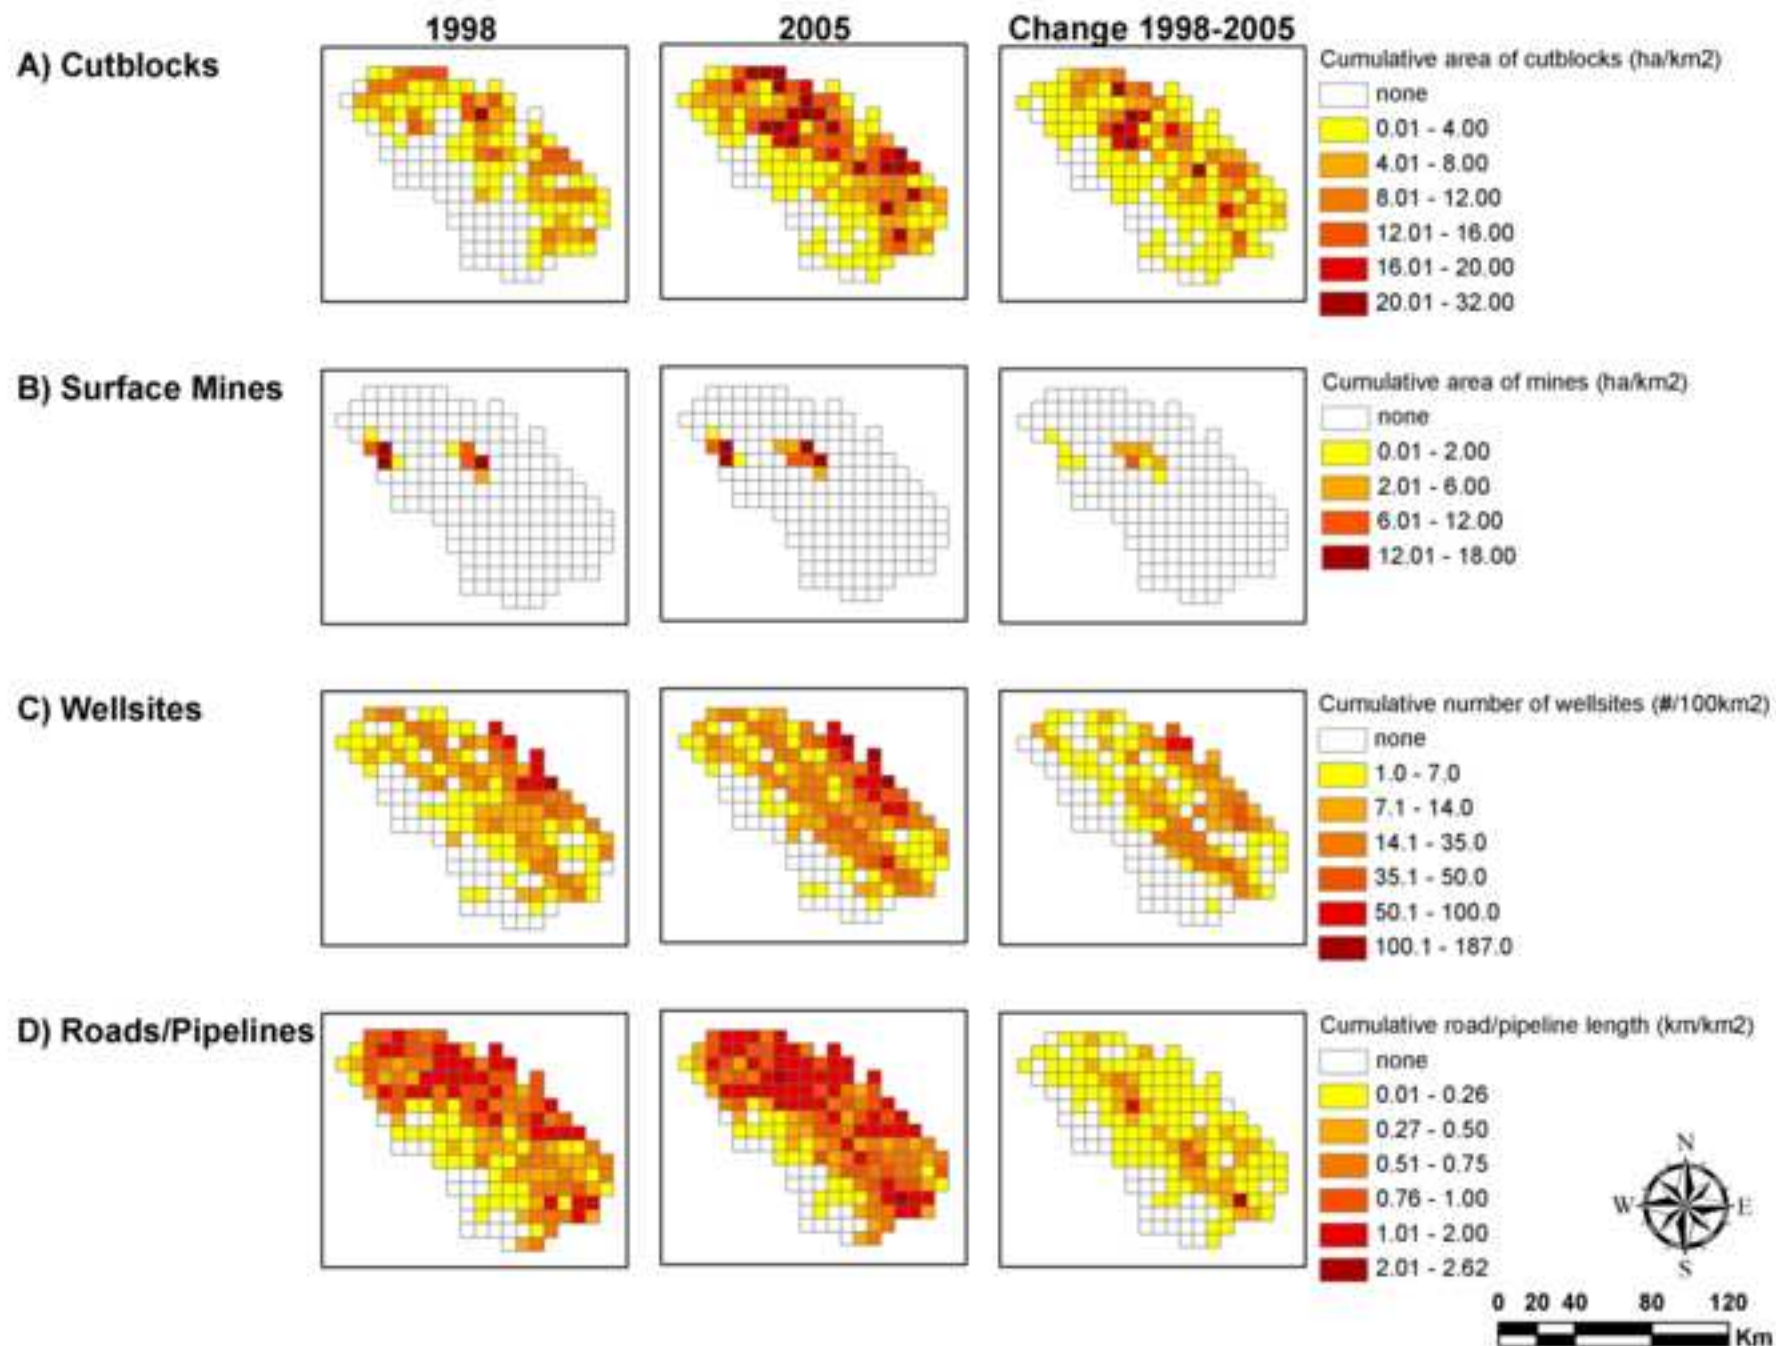 1998 2005 Change 1998-2005
A) Cutblocks
Cumulative area of cutblocks (ha/km2)
none
0.01 - 4.00
4.01 - 8.00
8.01 - 12.00
12.01 - 16.00
16.01 - 20.00
20.01 - 32.00
B) Surface Mines
Cumulative area of mines (ha/km2)
none
0.01 - 2.00
2.01 - 6.00
6.01 - 12.00
12.01 - 18.00
C) Wellsites
Cumulative number of wellsites (#/100km2)
none
1.0 - 7.0
7.1 - 14.0
14.1 - 35.0
35.1 - 50.0
50.1 - 100.0
100.1 - 187.0
D) Roads/Pipelines
Cumulative road/pipeline length (km/km2)
none
0.01 - 0.26
0.27 - 0.50
0.51 - 0.75
0.76 - 1.00
1.01 - 2.00
2.01 - 2.62
N
W E
S
0 20 40 80 120
Km